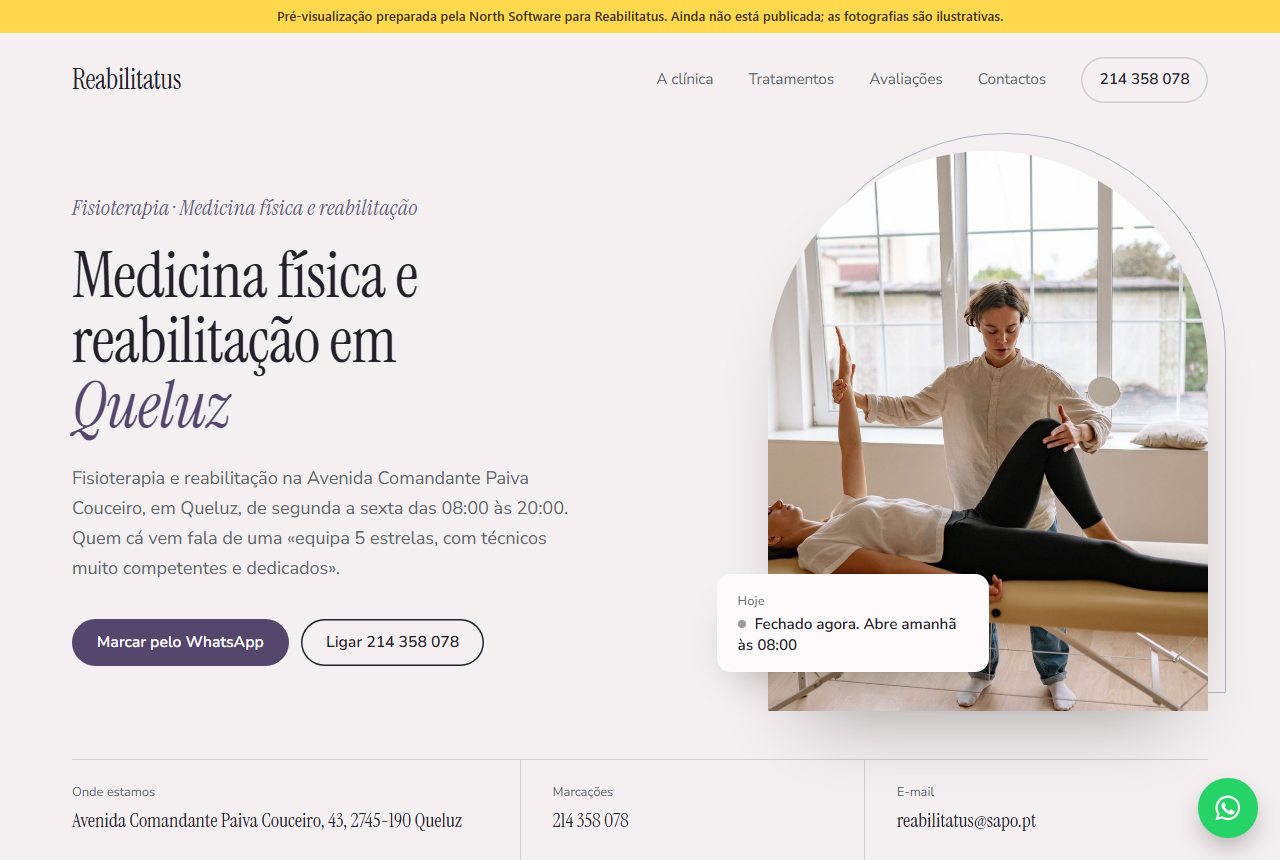 Pré-visualização preparada pela North Software para Reabilitatus. Ainda não está publicada; as fotografias são ilustrativas.
Reabilitatus
A clínica
Tratamentos
Avaliações
Contactos
214 358 078
Fisioterapia · Medicina física e reabilitação
Medicina física e
reabilitação em
Queluz
Fisioterapia e reabilitação na Avenida Comandante Paiva
Couceiro, em Queluz, de segunda a sexta das 08:00 às 20:00.
Quem cá vem fala de uma «equipa 5 estrelas, com técnicos
muito competentes e dedicados».
Marcar pelo WhatsApp
Ligar 214 358 078
Hoje
Fechado agora. Abre amanhã
às 08:00
Onde estamos
Avenida Comandante Paiva Couceiro, 43, 2745-190 Queluz
Marcações
214 358 078
E-mail
reabilitatus@sapo.pt